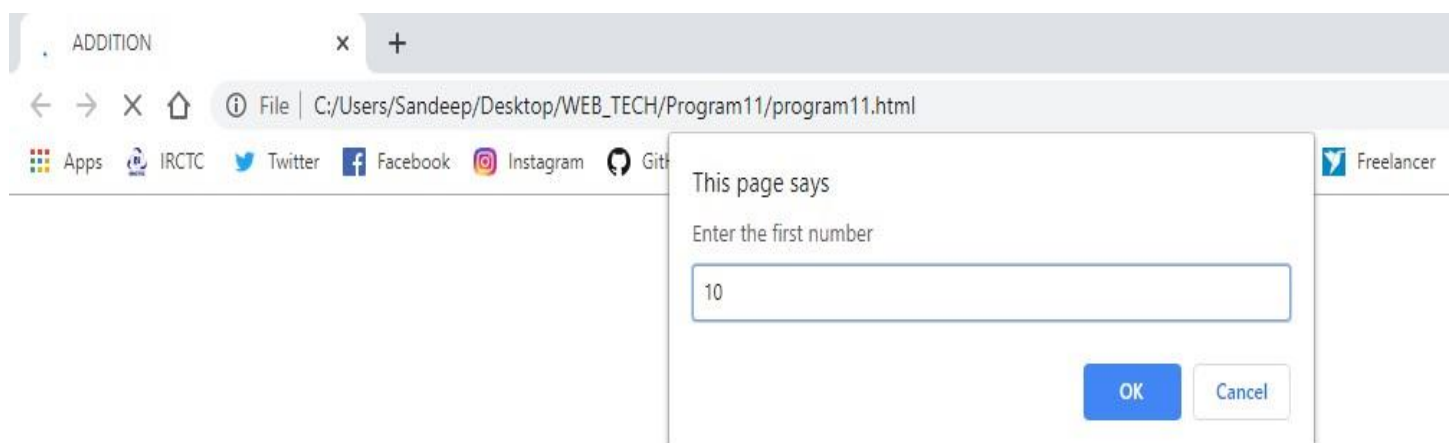 ADDITION
File | C:/Users/Sandeep/Desktop/WEB_TECH/Program11/program11.html
Apps IRCTC Twitter Facebook Instagram Freelancer
This page says
Enter the first number
10
OK Cancel